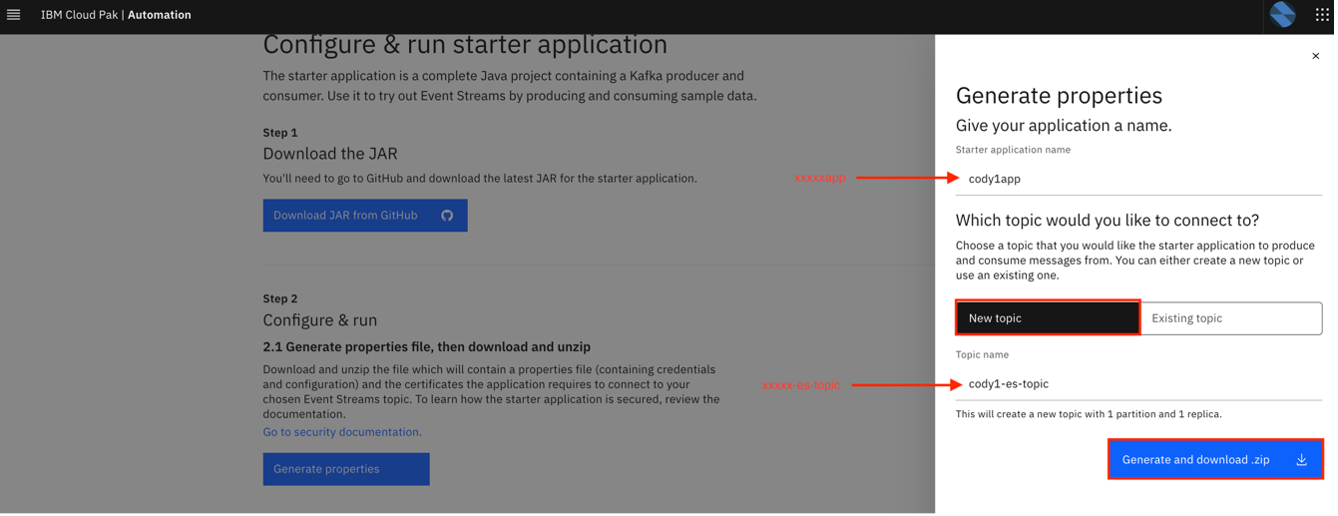 IBM Cloud Pak | Automation
Configure & run starter application
The starter application is a complete Java project containing a Kafka producer and
consumer. Use it to try out Event Streams by producing and consuming sample data.
Step 1
Download the JAR
You'll need to go to GitHub and download the latest JAR for the starter application.
Download JAR from GitHub
Step 2
Configure & run
2.1 Generate properties file, then download and unzip
Download and unzip the file which will contain a properties file (containing credentials
and configuration) and the certificates the application requires to connect to your
chosen Event Streams topic. To learn how the starter application is secured, review the
documentation.
Go to security documentation.
Generate properties
Generate properties
Give your application a name.
Starter application name
xxxxxapp
cody1app
Which topic would you like to connect to?
Choose a topic that you would like the starter application to produce
and consume messages from. You can either create a new topic or
use an existing one.
New topic
Existing topic
Topic name
xxxxx-es-topic
cody1-es-topic
This will create a new topic with 1 partition and 1 replica.
Generate and download .zip